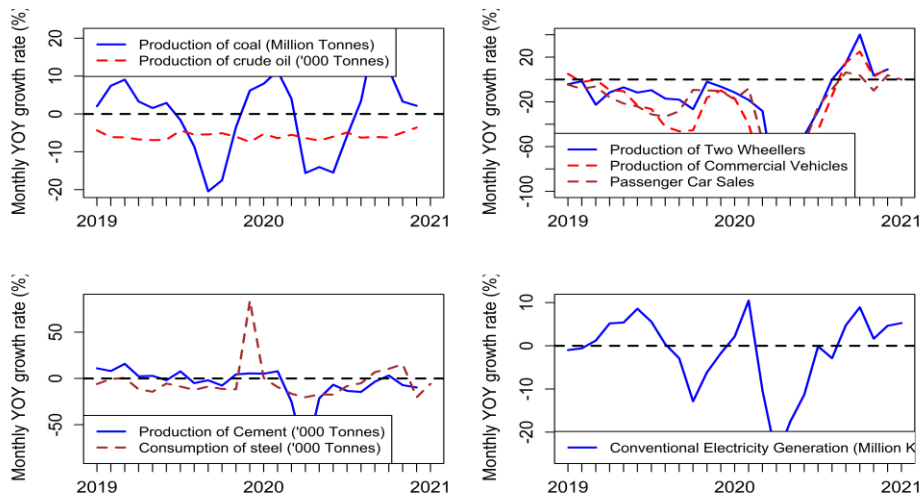 Monthly YOY growth rate (%)
20
10
0
-10
-20
Production of coal (Million Tonnes)
Production of crude oil ('000 Tonnes)
2019
2020
2021
Monthly YOY growth rate (%)
20
-20
-60
-100
Production of Two Wheellers
Production of Commercial Vehicles
Passenger Car Sales
2019
2020
2021
Monthly YOY growth rate (%)
50
0
-50
Production of Cement ('000 Tonnes)
Consumption of steel ('000 Tonnes)
2019
2020
2021
Monthly YOY growth rate (%)
10
0
-10
-20
Conventional Electricity Generation (Million K
2019
2020
2021